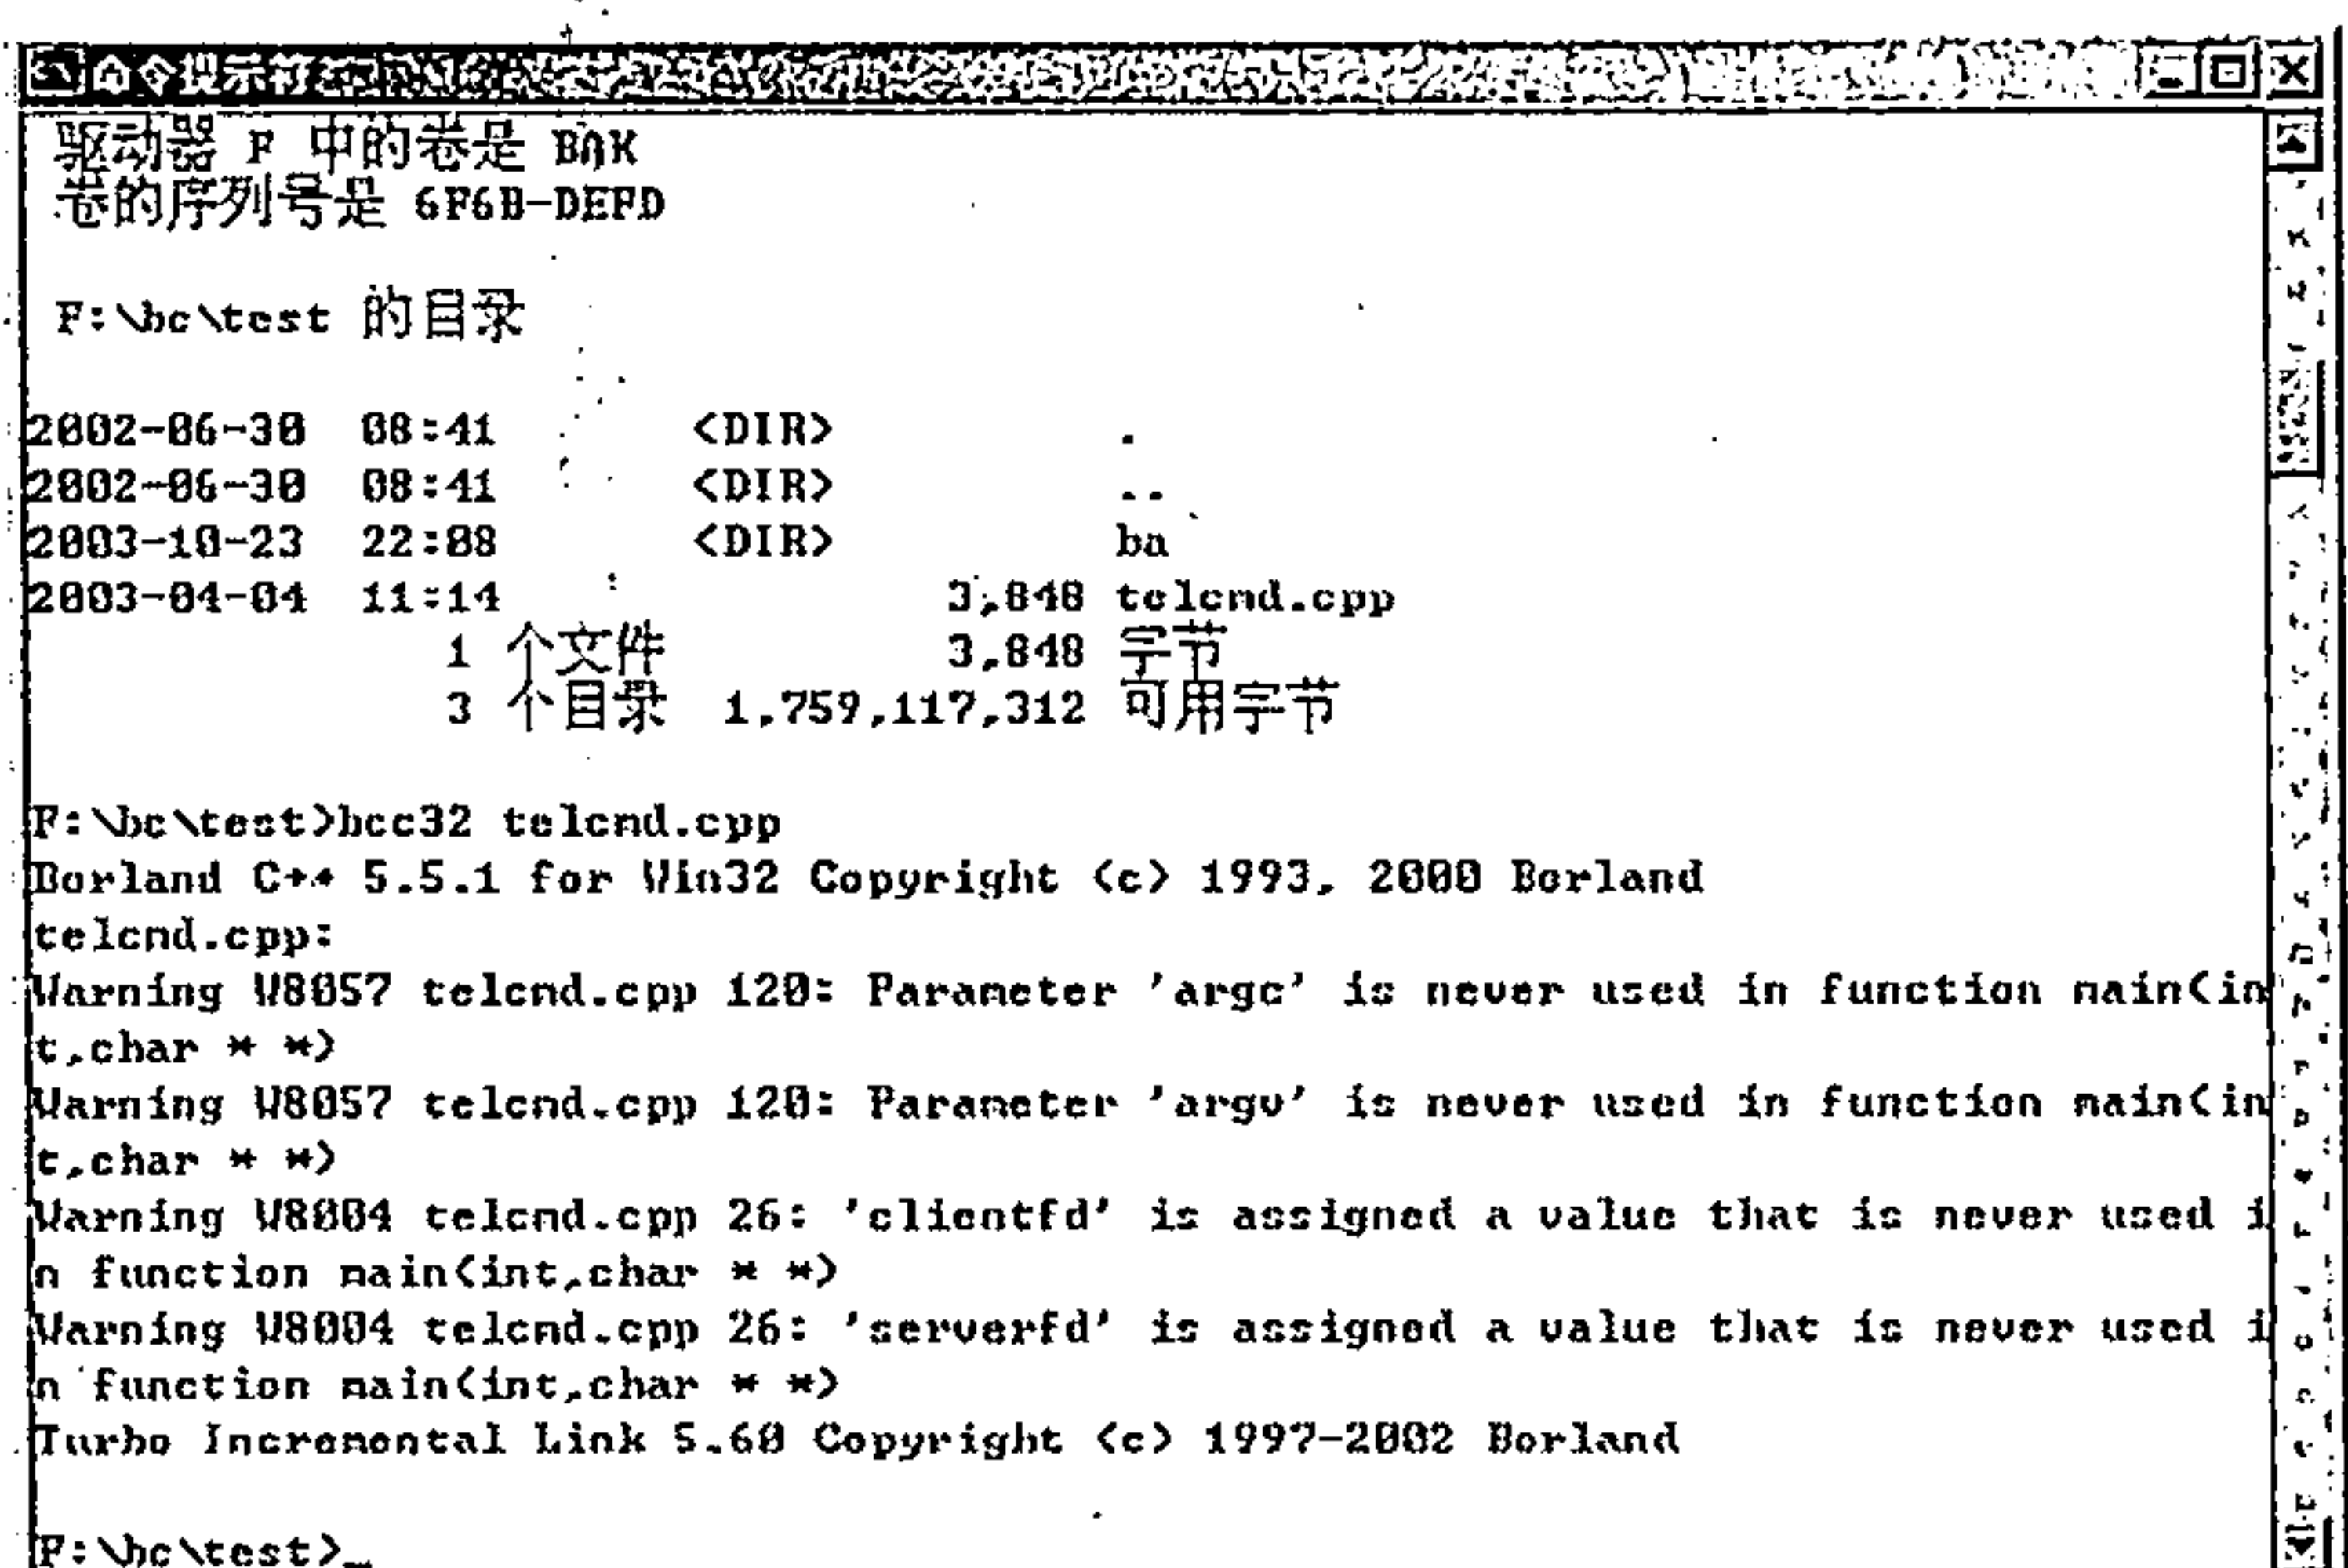 命令提示符
驱动器 F 中的卷是 BAK
卷的序列号是 6F6B-DEFD
F:\bc\test 的目录
2002-06-30 08:41 <DIR> .
2002-06-30 08:41 <DIR> ..
2003-10-23 22:08 <DIR> ba
2003-04-04 11:14 3,848 telcmd.cpp
1 个文件 3,848 字节
3 个目录 1,759,117,312 可用字节
F:\bc\test>bcc32 telcmd.cpp
Borland C++ 5.5.1 for Win32 Copyright (c) 1993, 2000 Borland
telcmd.cpp:
Warning W8057 telcmd.cpp 120: Parameter 'argc' is never used in function main(in
t,char * *)
Warning W8057 telcmd.cpp 120: Parameter 'argv' is never used in function main(in
t,char * *)
Warning W8004 telcmd.cpp 26: 'clientfd' is assigned a value that is never used i
n function main(int,char * *)
Warning W8004 telcmd.cpp 26: 'serverfd' is assigned a value that is never used i
n function main(int,char * *)
Turbo Incremental Link 5.60 Copyright (c) 1997-2002 Borland
F:\bc\test>_